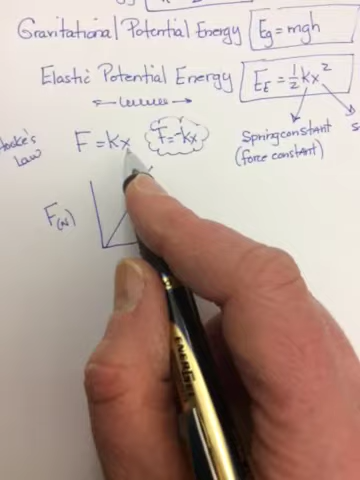 Gravitational Potential Energy Eg = mgh
Elastic Potential Energy EE = ½kx²
Hooke's Law
F = kx
F = -kx
Spring constant
(force constant)
F(N)
ENERGEL